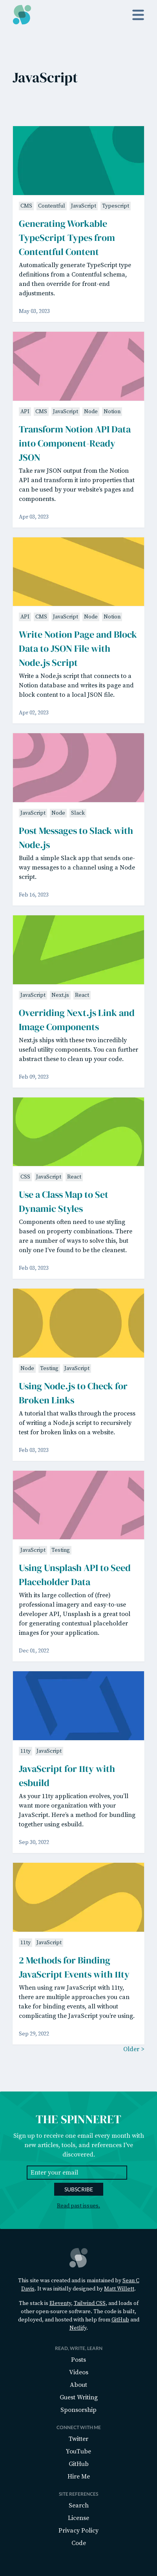 JavaScript
CMS Contentful JavaScript Typescript
Generating Workable
TypeScript Types from
Contentful Content
Automatically generate TypeScript type
definitions from a Contentful schema,
and then override for front-end
adjustments.
May 03, 2023
API CMS JavaScript Node Notion
Transform Notion API Data
into Component-Ready
JSON
Take raw JSON output from the Notion
API and transform it into properties that
can be used by your website's pages and
components.
Apr 03, 2023
API CMS JavaScript Node Notion
Write Notion Page and Block
Data to JSON File with
Node.js Script
Write a Node.js script that connects to a
Notion database and writes its page and
block content to a local JSON file.
Apr 02, 2023
JavaScript Node Slack
Post Messages to Slack with
Node.js
Build a simple Slack app that sends one-
way messages to a channel using a Node
script.
Feb 16, 2023
JavaScript Next.js React
Overriding Next.js Link and
Image Components
Next.js ships with these two incredibly
useful utility components. You can further
abstract these to clean up your code.
Feb 09, 2023
CSS JavaScript React
Use a Class Map to Set
Dynamic Styles
Components often need to use styling
based on property combinations. There
are a number of ways to solve this, but
only one I've found to be the cleanest.
Feb 03, 2023
Node Testing JavaScript
Using Node.js to Check for
Broken Links
A tutorial that walks through the process
of writing a Node.js script to recursively
test for broken links on a website.
Feb 02, 2023
JavaScript Testing
Using Unsplash API to Seed
Placeholder Data
With its large collection of (free)
professional imagery and easy-to-use
developer API, Unsplash is a great tool
for generating contextual placeholder
images for your application.
Dec 01, 2022
11ty JavaScript
JavaScript for 11ty with
esbuild
As your 11ty application evolves, you'll
want more organization with your
JavaScript. Here's a method for bundling
together using esbuild.
Sep 30, 2022
11ty JavaScript
2 Methods for Binding
JavaScript Events with 11ty
When using raw JavaScript with 11ty,
there are multiple approaches you can
take for binding events, all without
complicating the JavaScript you're using.
Sep 29, 2022
Older >
THE SPINNERET
Sign up to receive one email every month with
new articles, tools, and references I've
discovered.
Enter your email
SUBSCRIBE
Read past issues.
This site was created and is maintained by Sean C
Davis. It was initially designed by Matt Willett.
The stack is Eleventy, Tailwind CSS, and loads of
other open-source software. The code is built,
deployed, and hosted with help from GitHub and
Netlify.
READ, WRITE, LEARN
Posts
Videos
About
Guest Writing
Sponsorship
CONNECT WITH ME
Twitter
YouTube
GitHub
Hire Me
SITE REFERENCES
Search
License
Privacy Policy
Code